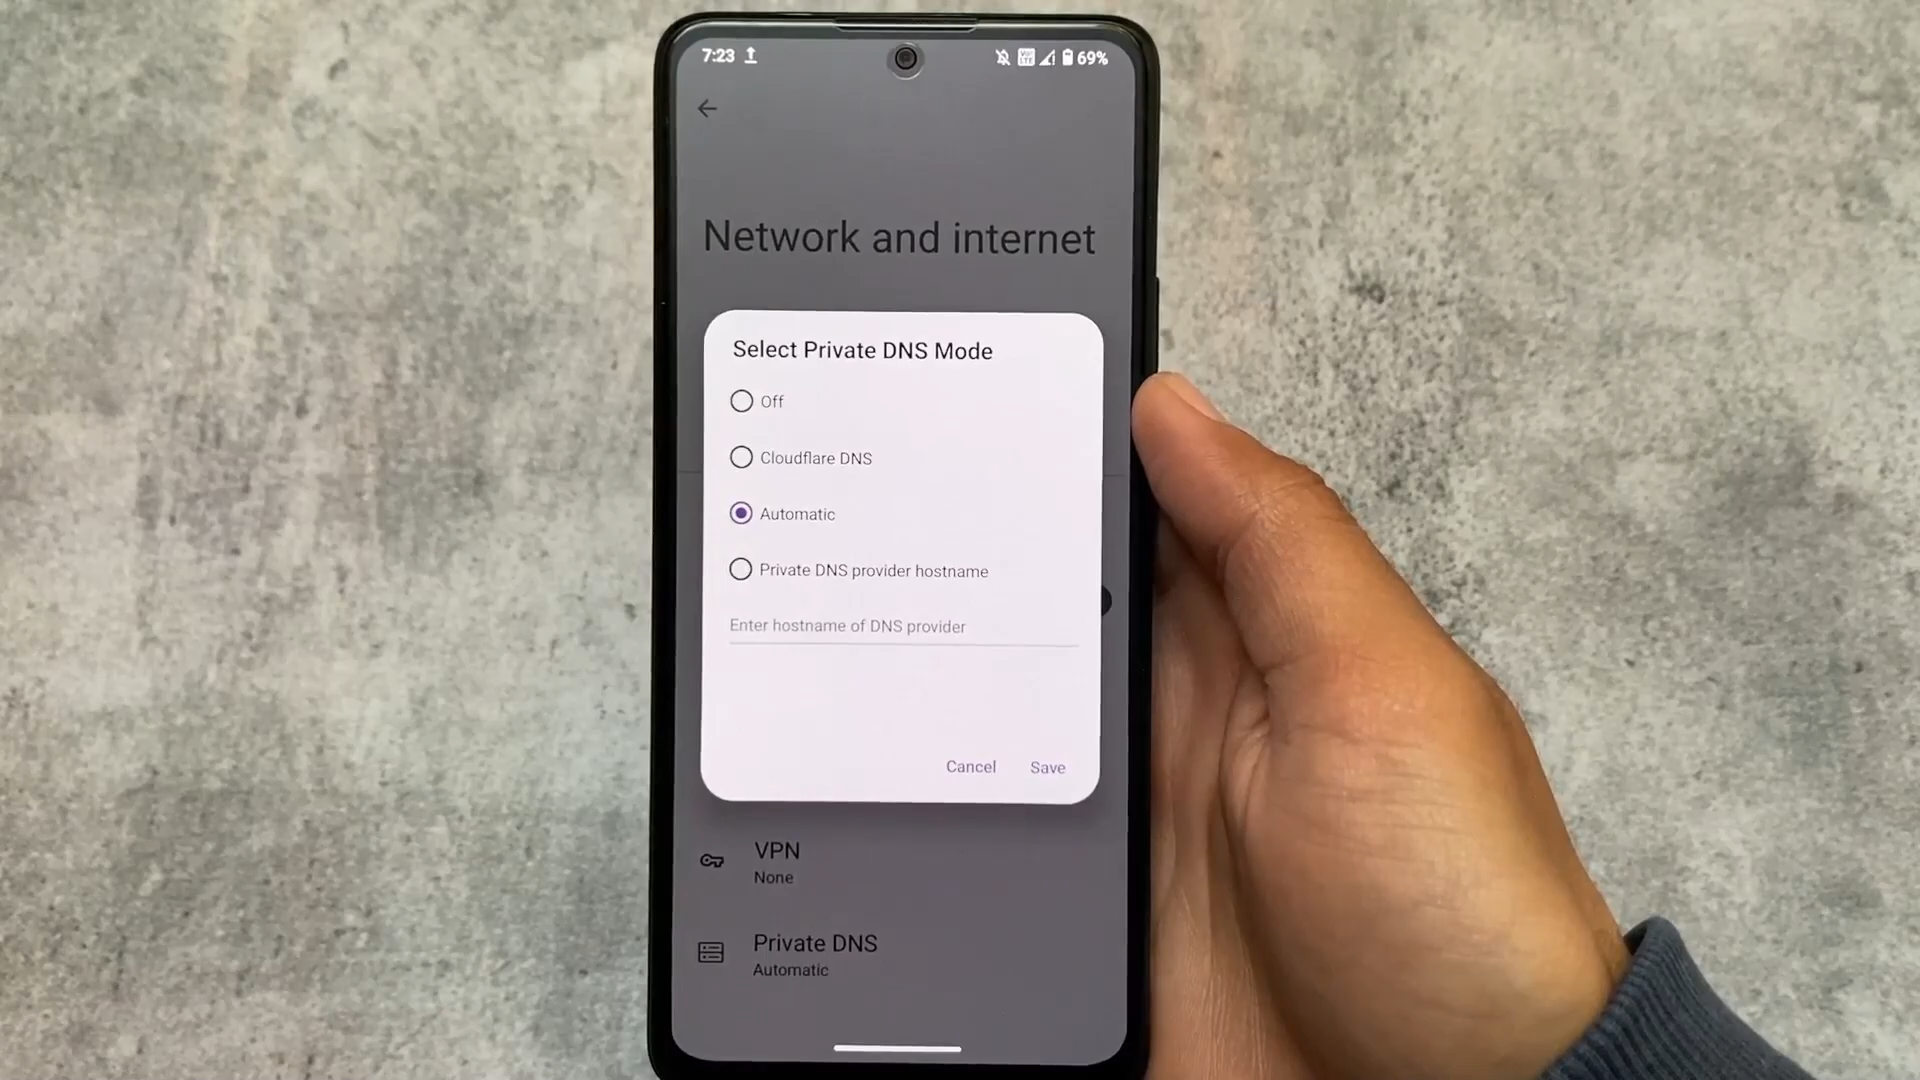 7:23
69%
Network and internet
Select Private DNS Mode
Off
Cloudflare DNS
Automatic
Private DNS provider hostname
Enter hostname of DNS provider
Cancel
Save
VPN
None
Private DNS
Automatic